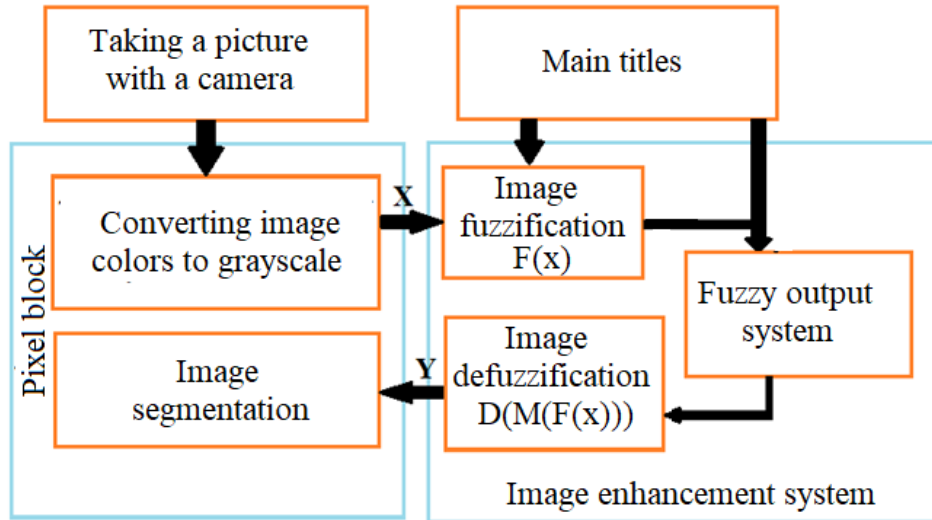 Taking a picture
with a camera
Main titles
Pixel block
Converting image
colors to grayscale
X
Image
fuzzification
F(x)
Fuzzy output
system
Image
defuzzification
D(M(F(x)))
Y
Image
segmentation
Image enhancement system